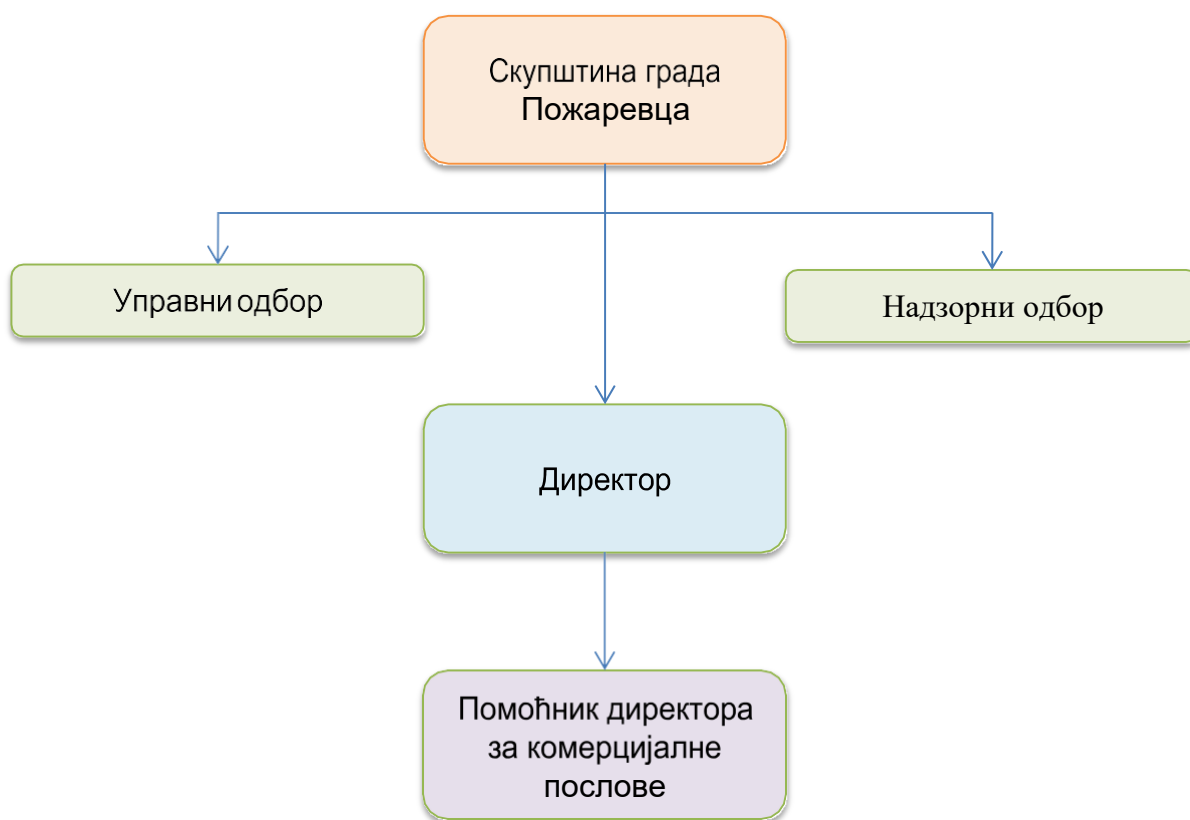 Скупштина града
Пожаревца
Управни одбор
Надзорни одбор
Директор
Помоћник директора
за комерцијалне
послове